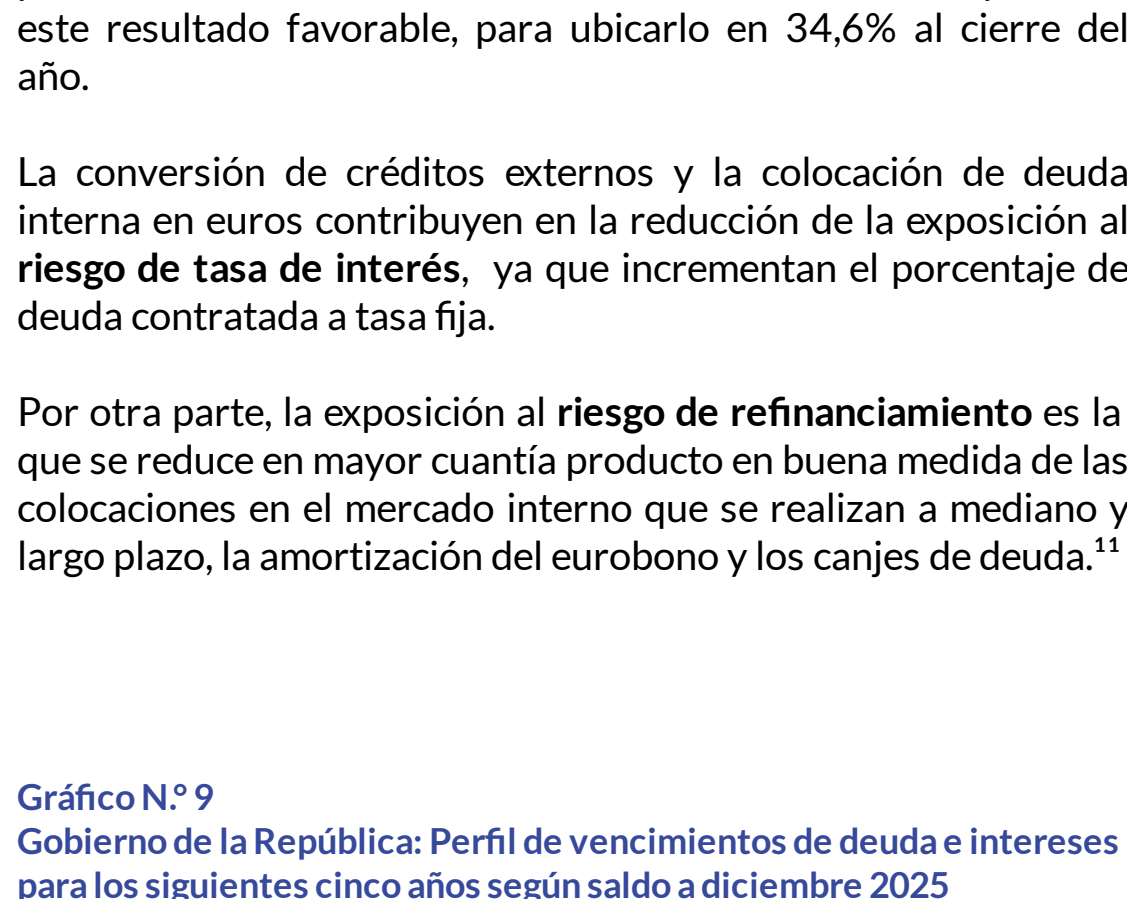 este resultado favorable, para ubicarlo en 34,6% al cierre del
año.
La conversión de créditos externos y la colocación de deuda
interna en euros contribuyen en la reducción de la exposición al
riesgo de tasa de interés, ya que incrementan el porcentaje de
deuda contratada a tasa fija.
Por otra parte, la exposición al riesgo de refinanciamiento es la
que se reduce en mayor cuantía producto en buena medida de las
colocaciones en el mercado interno que se realizan a mediano y
largo plazo, la amortización del eurobono y los canjes de deuda.¹¹
Gráfico N.° 9
Gobierno de la República: Perfil de vencimientos de deuda e intereses
para los siguientes cinco años según saldo a diciembre 2025